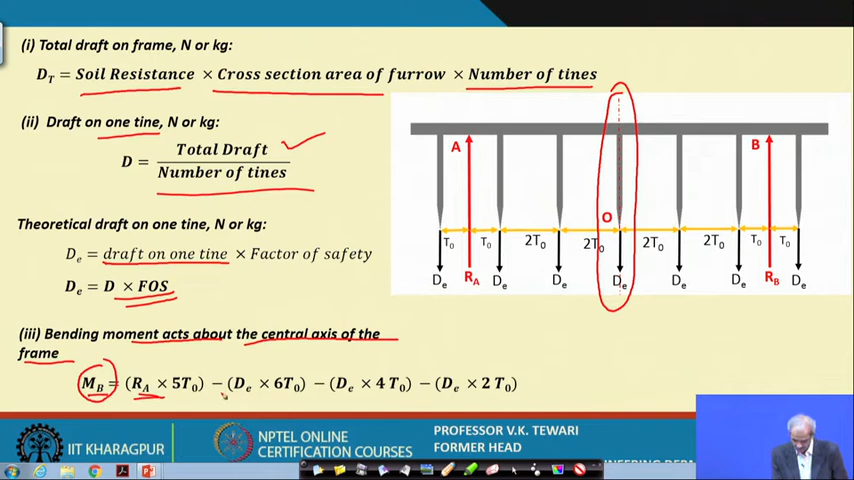 (i) Total draft on frame, N or kg:
D_T = Soil Resistance × Cross section area of furrow × Number of tines
(ii) Draft on one tine, N or kg:
D = Total Draft / Number of tines
Theoretical draft on one tine, N or kg:
D_e = draft on one tine × Factor of safety
D_e = D × FOS
(iii) Bending moment acts about the central axis of the
frame
M_B = (R_A × 5T_0) − (D_e × 6T_0) − (D_e × 4 T_0) − (D_e × 2 T_0)
A B
O
T_0 T_0 2T_0 2T_0 2T_0 2T_0 T_0 T_0
D_e R_A D_e D_e D_e D_e D_e R_B D_e
IIT KHARAGPUR
NPTEL ONLINE
CERTIFICATION COURSES
PROFESSOR V.K. TEWARI
FORMER HEAD